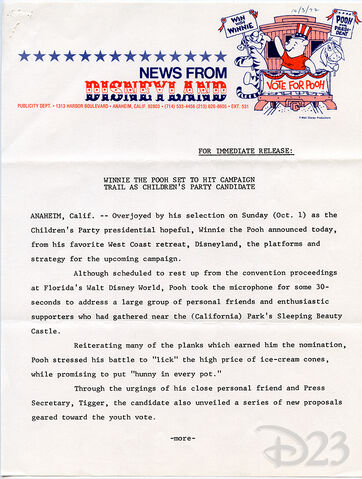 10/3/72
WIN
WITH
WINNIE
POOH
FOR
PRESI
DENT
VOTE FOR POOH
© Walt Disney Productions
NEWS FROM
DISNEYLAND
PUBLICITY DEPT. • 1313 HARBOR BOULEVARD • ANAHEIM, CALIF. 92803 • (714) 533-4456 (213) 626-8605 • EXT. 531
FOR IMMEDIATE RELEASE:
WINNIE THE POOH SET TO HIT CAMPAIGN
TRAIL AS CHILDREN'S PARTY CANDIDATE
ANAHEIM, Calif. -- Overjoyed by his selection on Sunday (Oct. 1) as the
Children's Party presidential hopeful, Winnie the Pooh announced today,
from his favorite West Coast retreat, Disneyland, the platforms and
strategy for the upcoming campaign.
Although scheduled to rest up from the convention proceedings
at Florida's Walt Disney World, Pooh took the microphone for some 30-
seconds to address a large group of personal friends and enthusiastic
supporters who had gathered near the (California) Park's Sleeping Beauty
Castle.
Reiterating many of the planks which earned him the nomination,
Pooh stressed his battle to "lick" the high price of ice-cream cones,
while promising to put "hunny in every pot."
Through the urgings of his close personal friend and Press
Secretary, Tigger, the candidate also unveiled a series of new proposals
geared toward the youth vote.
-more-
D23